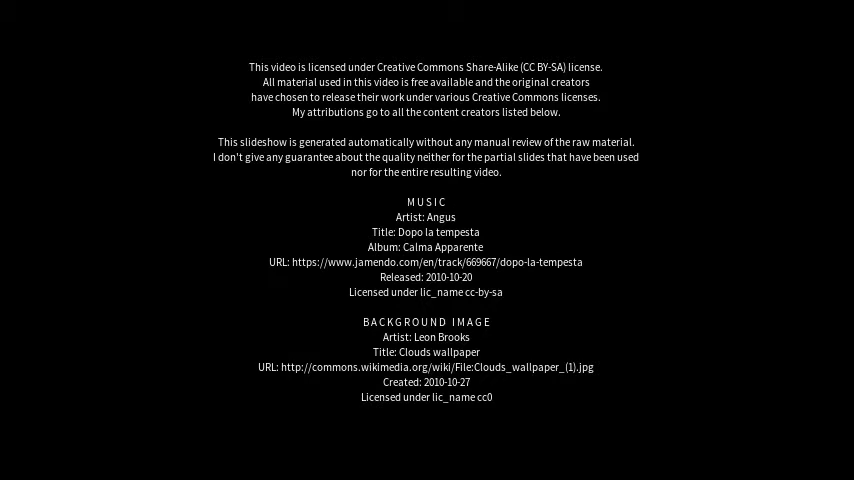 This video is licensed under Creative Commons Share-Alike (CC BY-SA) license.
All material used in this video is free available and the original creators
have chosen to release their work under various Creative Commons licenses.
My attributions go to all the content creators listed below.
This slideshow is generated automatically without any manual review of the raw material.
I don't give any guarantee about the quality neither for the partial slides that have been used
nor for the entire resulting video.
M U S I C
Artist: Angus
Title: Dopo la tempesta
Album: Calma Apparente
URL: https://www.jamendo.com/en/track/669667/dopo-la-tempesta
Released: 2010-10-20
Licensed under lic_name cc-by-sa
B A C K G R O U N D  I M A G E
Artist: Leon Brooks
Title: Clouds wallpaper
URL: http://commons.wikimedia.org/wiki/File:Clouds_wallpaper_(1).jpg
Created: 2010-10-27
Licensed under lic_name cc0